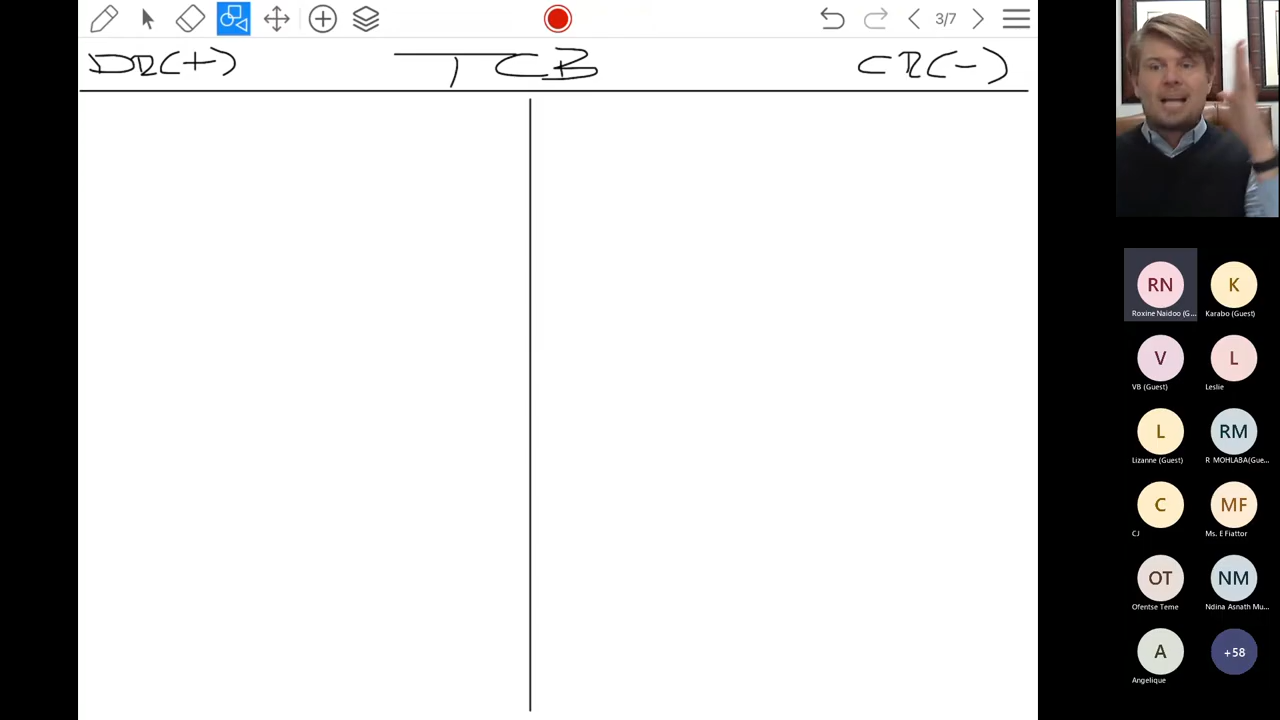 3/7
DR(+) TCB CR(-)
RN K
Roxine Naidoo (G... Karabo (Guest)
V L
VB (Guest) Leslie
L RM
Lizanne (Guest) R MOHLABA(Gue...
C MF
CJ Ms. E Fiattor
OT NM
Ofentse Teme Ndina Asnath Mu...
A +58
Angelique